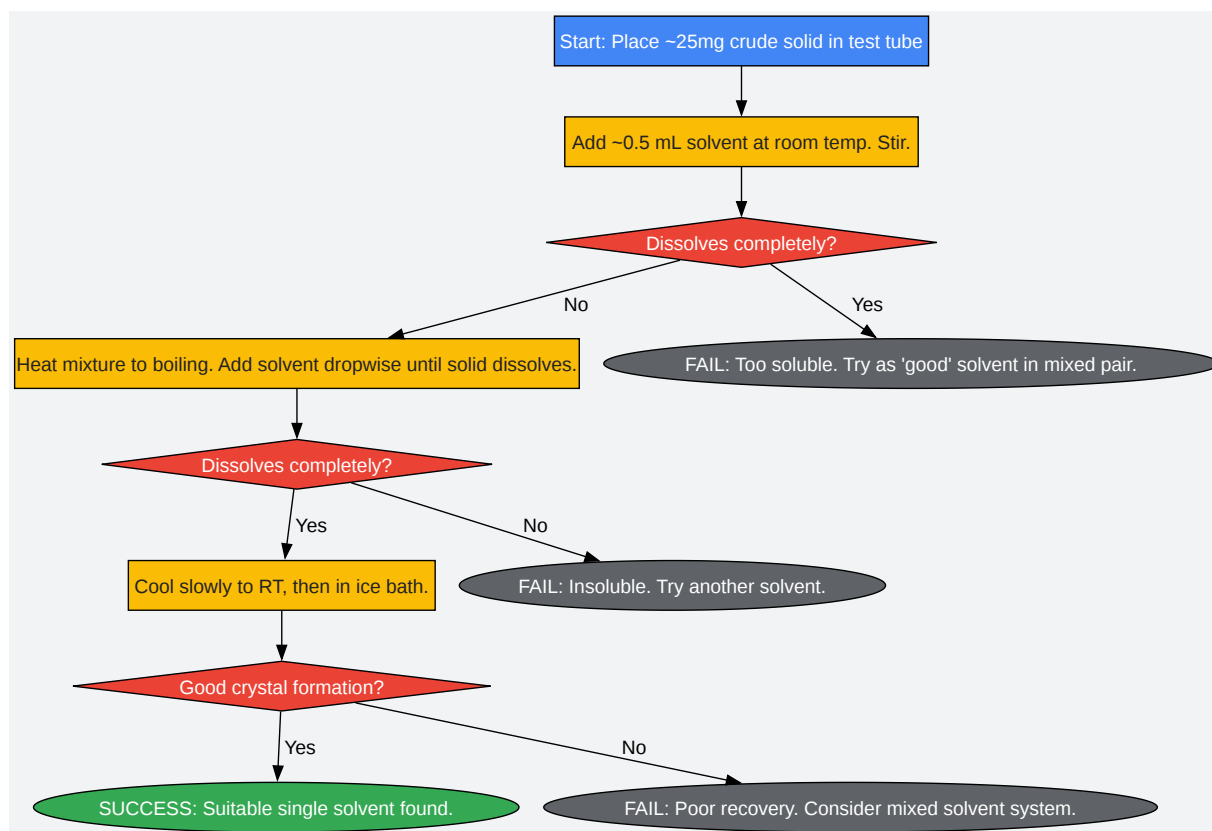 Start: Place ~25mg crude solid in test tube
Add ~0.5 mL solvent at room temp. Stir.
Dissolves completely?
No
Yes
Heat mixture to boiling. Add solvent dropwise until solid dissolves.
FAIL: Too soluble. Try as 'good' solvent in mixed pair.
Dissolves completely?
Yes
No
Cool slowly to RT, then in ice bath.
FAIL: Insoluble. Try another solvent.
Good crystal formation?
Yes
No
SUCCESS: Suitable single solvent found.
FAIL: Poor recovery. Consider mixed solvent system.